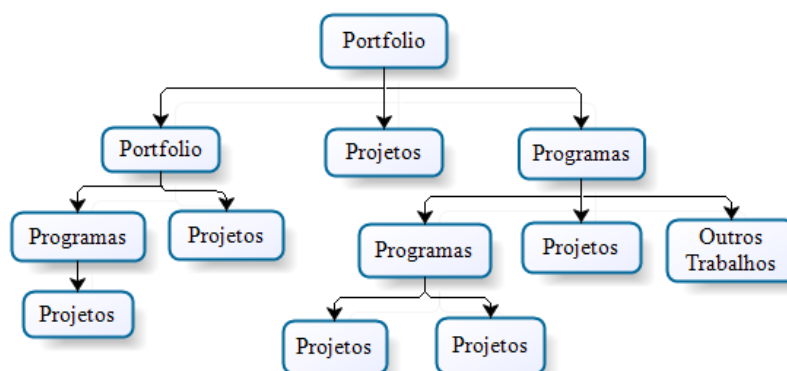 Portfolio
Portfolio
Projetos
Programas
Programas
Projetos
Programas
Projetos
Outros
Trabalhos
Projetos
Projetos
Projetos